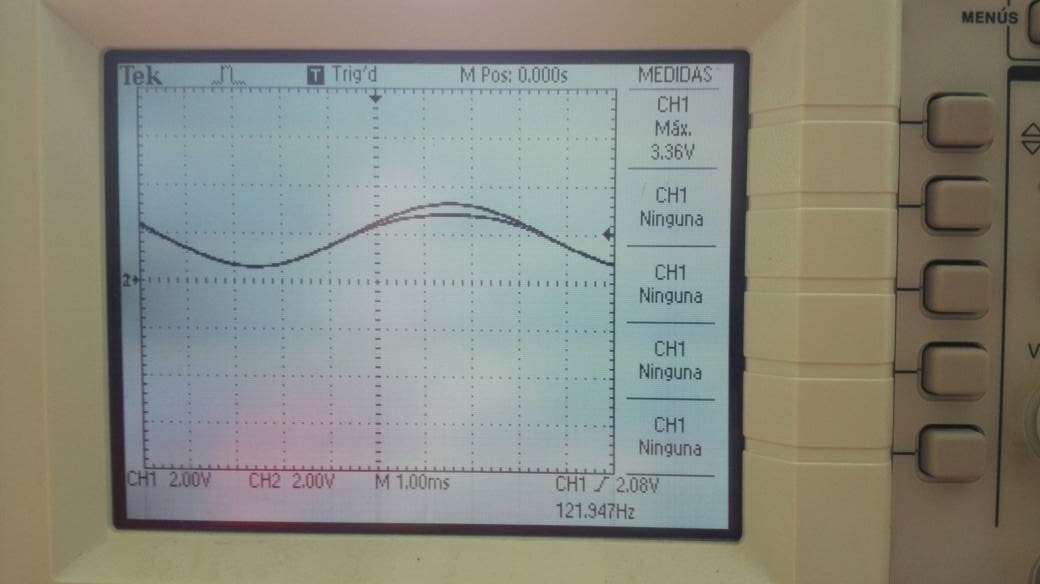 MENÚS
Tek T Trig'd M Pos: 0.000s MEDIDAS
CH1
Máx.
3.36V
CH1
Ninguna
CH1
Ninguna
CH1
Ninguna
CH1
Ninguna
2
CH1 2.00V CH2 2.00V M 1.00ms CH1 2.08V
121.947Hz
V